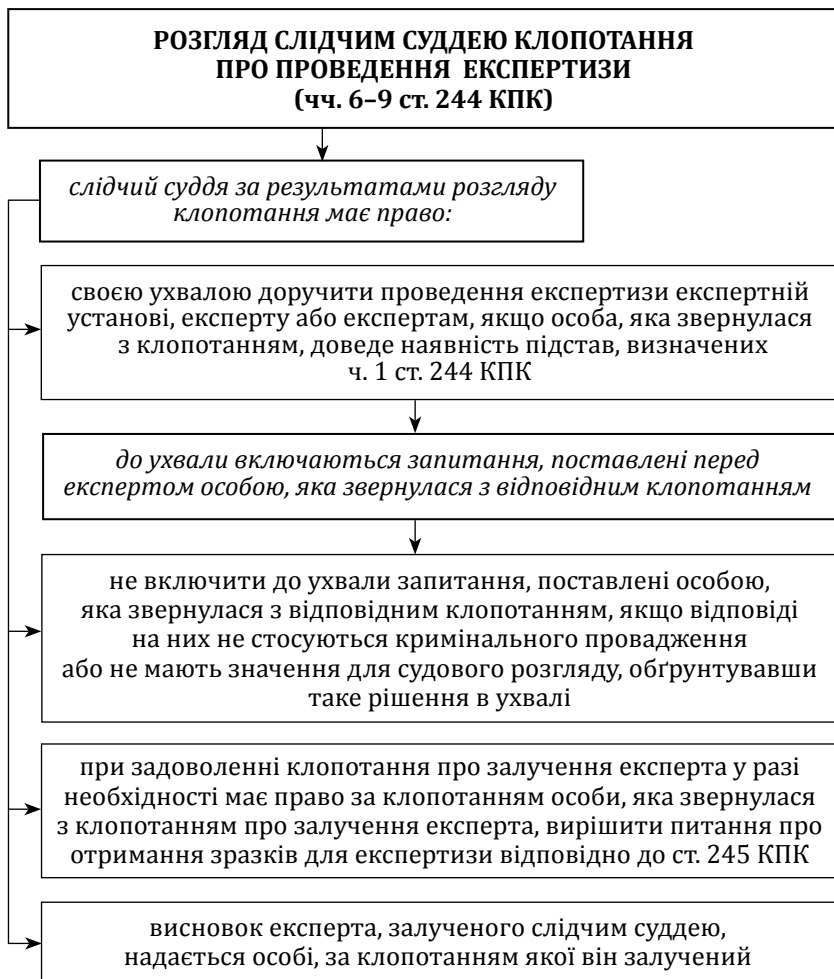 РОЗГЛЯД СЛІДЧИМ СУДДЕЮ КЛОПОТАННЯ
ПРО ПРОВЕДЕННЯ ЕКСПЕРТИЗИ
(чч. 6–9 ст. 244 КПК)
слідчий суддя за результатами розгляду
клопотання має право:
своєю ухвалою доручити проведення експертизи експертній
установі, експерту або експертам, якщо особа, яка звернулася
з клопотанням, доведе наявність підстав, визначених
ч. 1 ст. 244 КПК
до ухвали включаються запитання, поставлені перед
експертом особою, яка звернулася з відповідним клопотанням
не включити до ухвали запитання, поставлені особою,
яка звернулася з відповідним клопотанням, якщо відповіді
на них не стосуються кримінального провадження
або не мають значення для судового розгляду, обґрунтувавши
таке рішення в ухвалі
при задоволенні клопотання про залучення експерта у разі
необхідності має право за клопотанням особи, яка звернулася
з клопотанням про залучення експерта, вирішити питання про
отримання зразків для експертизи відповідно до ст. 245 КПК
висновок експерта, залученого слідчим суддею,
надається особі, за клопотанням якої він залучений